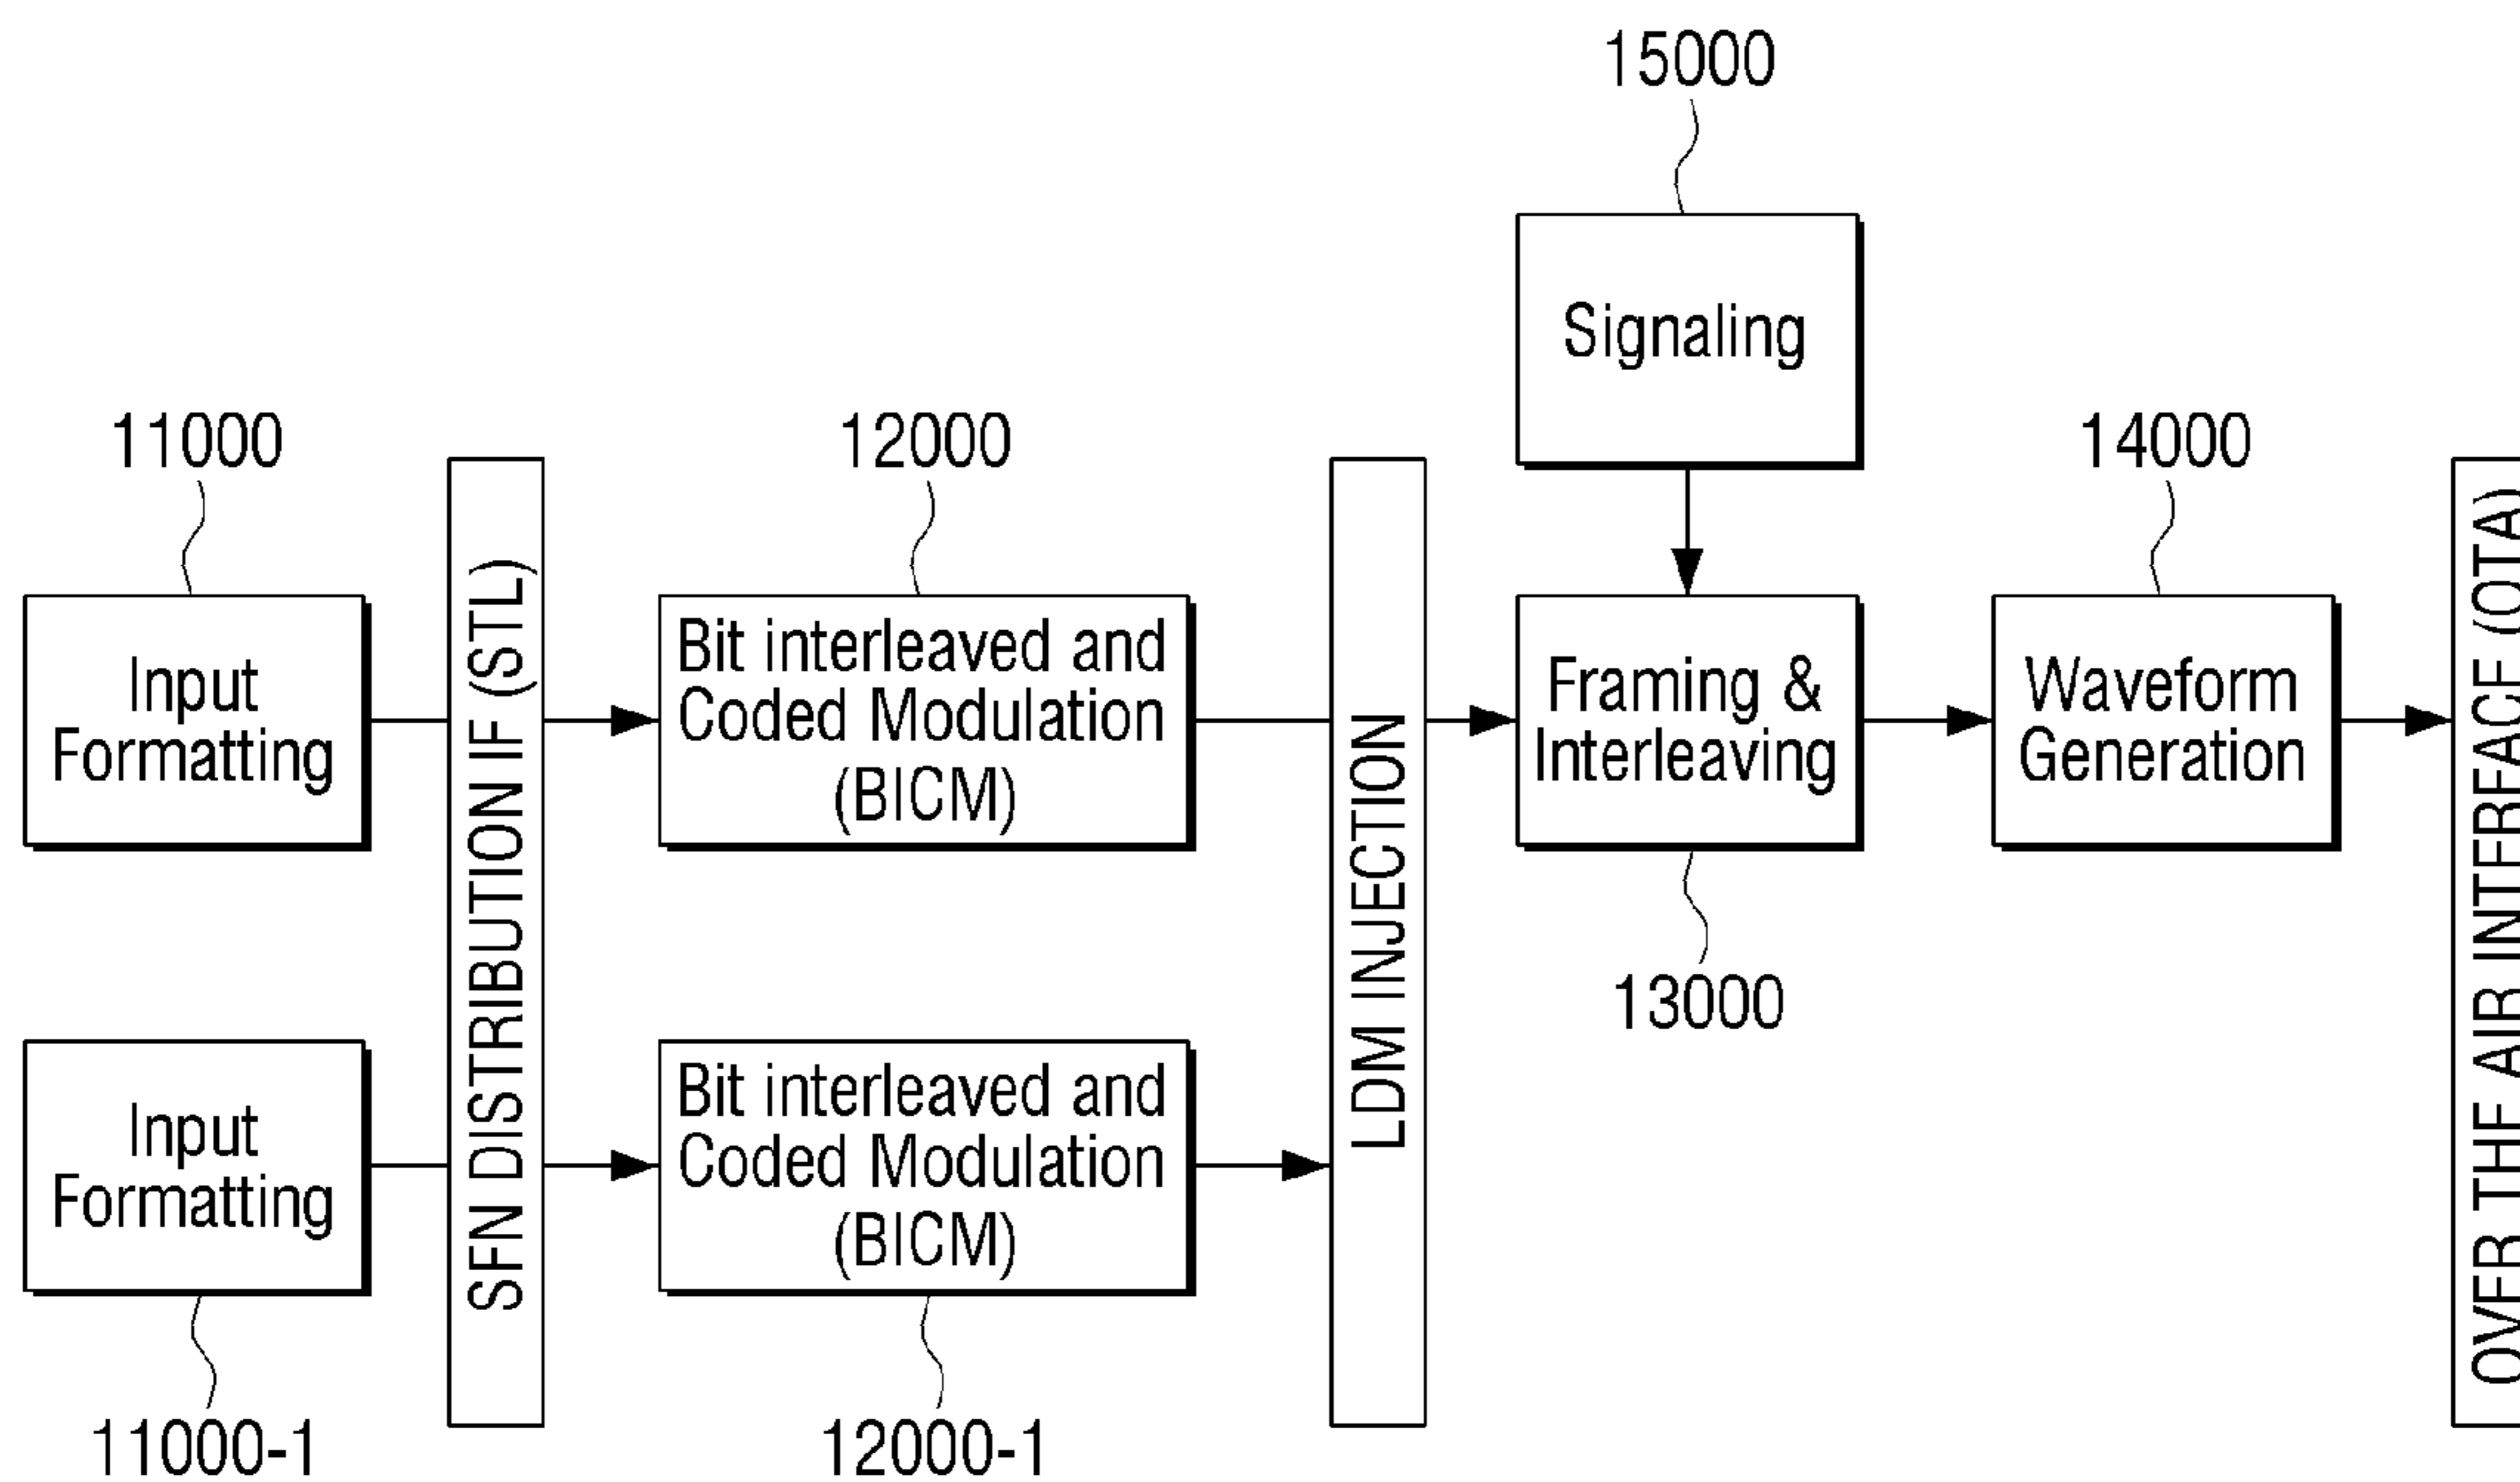 15000
Signaling
11000
12000
14000
Input
Formatting
SFN DISTRIBUTION IF (STL)
Bit interleaved and
Coded Modulation
(BICM)
LDM INJECTION
Framing &
Interleaving
Waveform
Generation
OVER THE AIR INTERFACE (OTA)
13000
Input
Formatting
Bit interleaved and
Coded Modulation
(BICM)
11000-1
12000-1